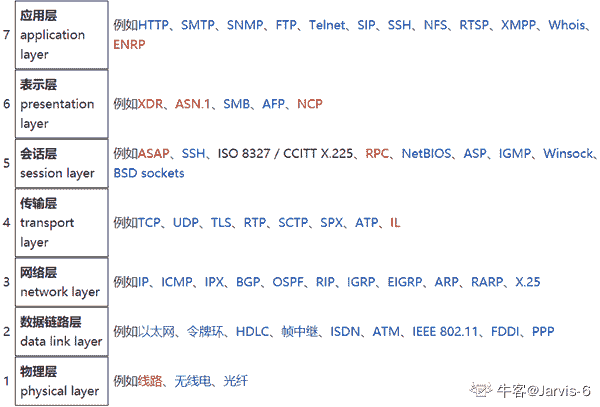 7
应用层
application
layer
例如HTTP、SMTP、SNMP、FTP、Telnet、SIP、SSH、NFS、RTSP、XMPP、Whois、
ENRP
6
表示层
presentation
layer
例如XDR、ASN.1、SMB、AFP、NCP
5
会话层
session layer
例如ASAP、SSH、ISO 8327 / CCITT X.225、RPC、NetBIOS、ASP、IGMP、Winsock、
BSD sockets
4
传输层
transport
layer
例如TCP、UDP、TLS、RTP、SCTP、SPX、ATP、IL
3
网络层
network layer
例如IP、ICMP、IPX、BGP、OSPF、RIP、IGRP、EIGRP、ARP、RARP、X.25
2
数据链路层
data link layer
例如以太网、令牌环、HDLC、帧中继、ISDN、ATM、IEEE 802.11、FDDI、PPP
1
物理层
physical layer
例如线路、无线电、光纤
牛客@Jarvis-6